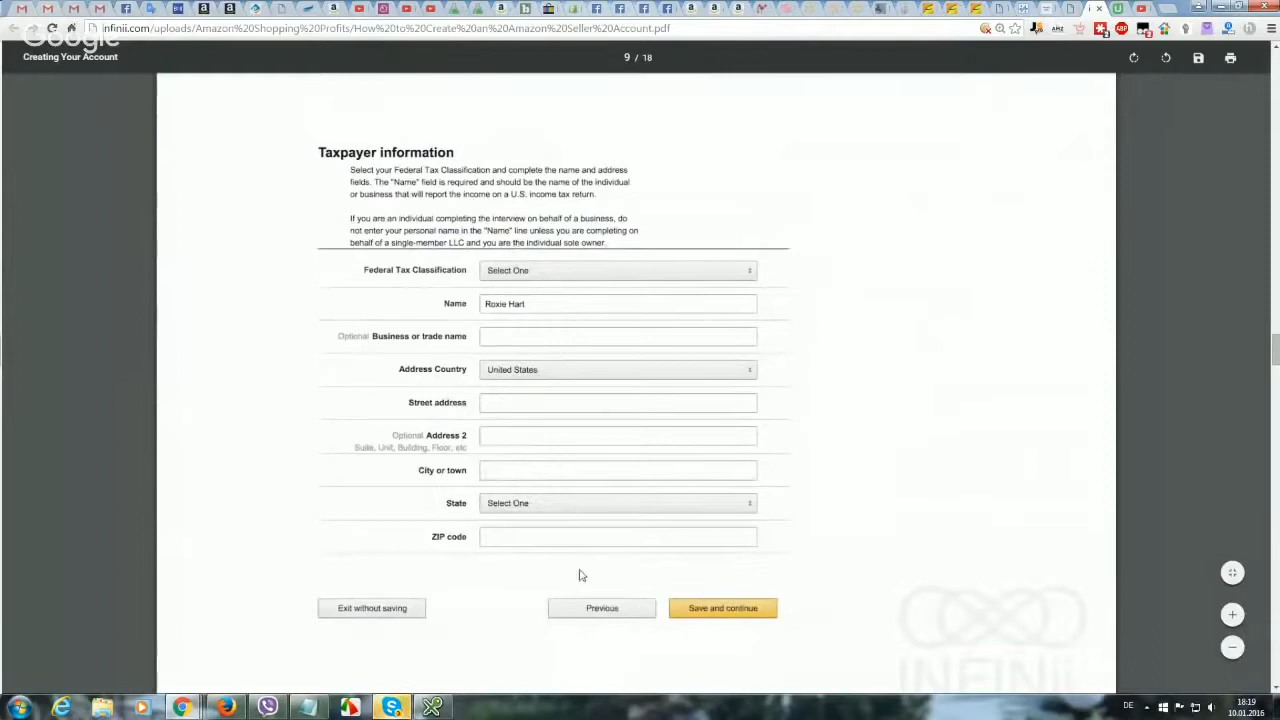 infinii.com/uploads/Amazon%20Shopping%20Profits/How%20to%20Create%20an%20Amazon%20Seller%20Account.pdf
Google
Creating Your Account
9 / 18
Taxpayer information
Select your Federal Tax Classification and complete the name and address
fields. The "Name" field is required and should be the name of the individual
or business that will report the income on a U.S. income tax return.
If you are an individual completing the interview on behalf of a business, do
not enter your personal name in the "Name" line unless you are completing on
behalf of a single-member LLC and you are the individual sole owner.
Federal Tax Classification Select One
Name Roxie Hart
Optional Business or trade name
Address Country United States
Street address
Optional Address 2
Suite, Unit, Building, Floor, etc
City or town
State Select One
ZIP code
Exit without saving Previous Save and continue
INFINii
DE 18:19
10.01.2016